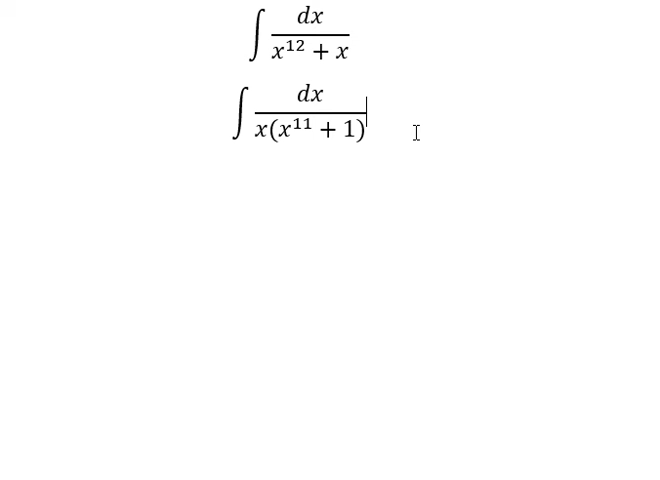 ∫ dx / (x¹² + x)
∫ dx / (x(x¹¹ + 1))